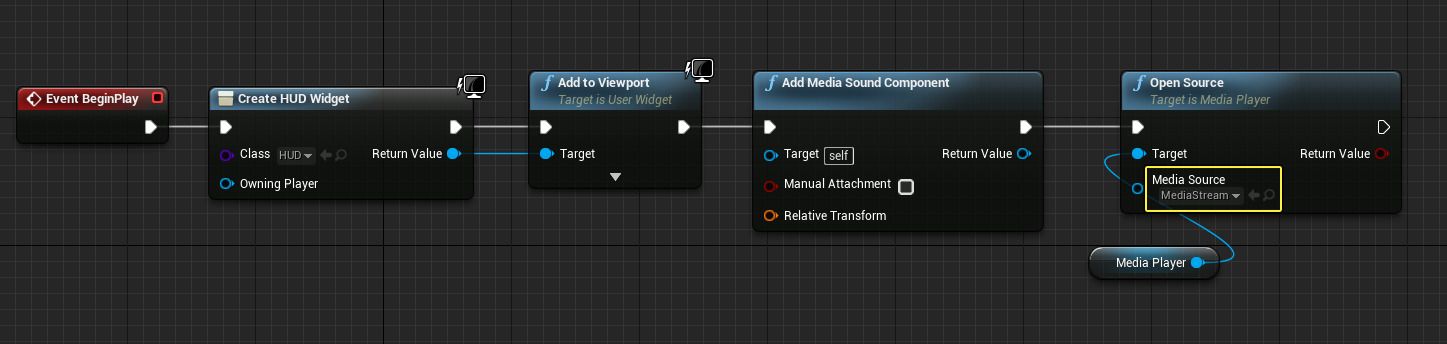 Event BeginPlay
Create HUD Widget
Class HUD Return Value
Owning Player
Add to Viewport
Target is User Widget
Target
Add Media Sound Component
Target self Return Value
Manual Attachment
Relative Transform
Open Source
Target is Media Player
Target Return Value
Media Source
MediaStream
Media Player